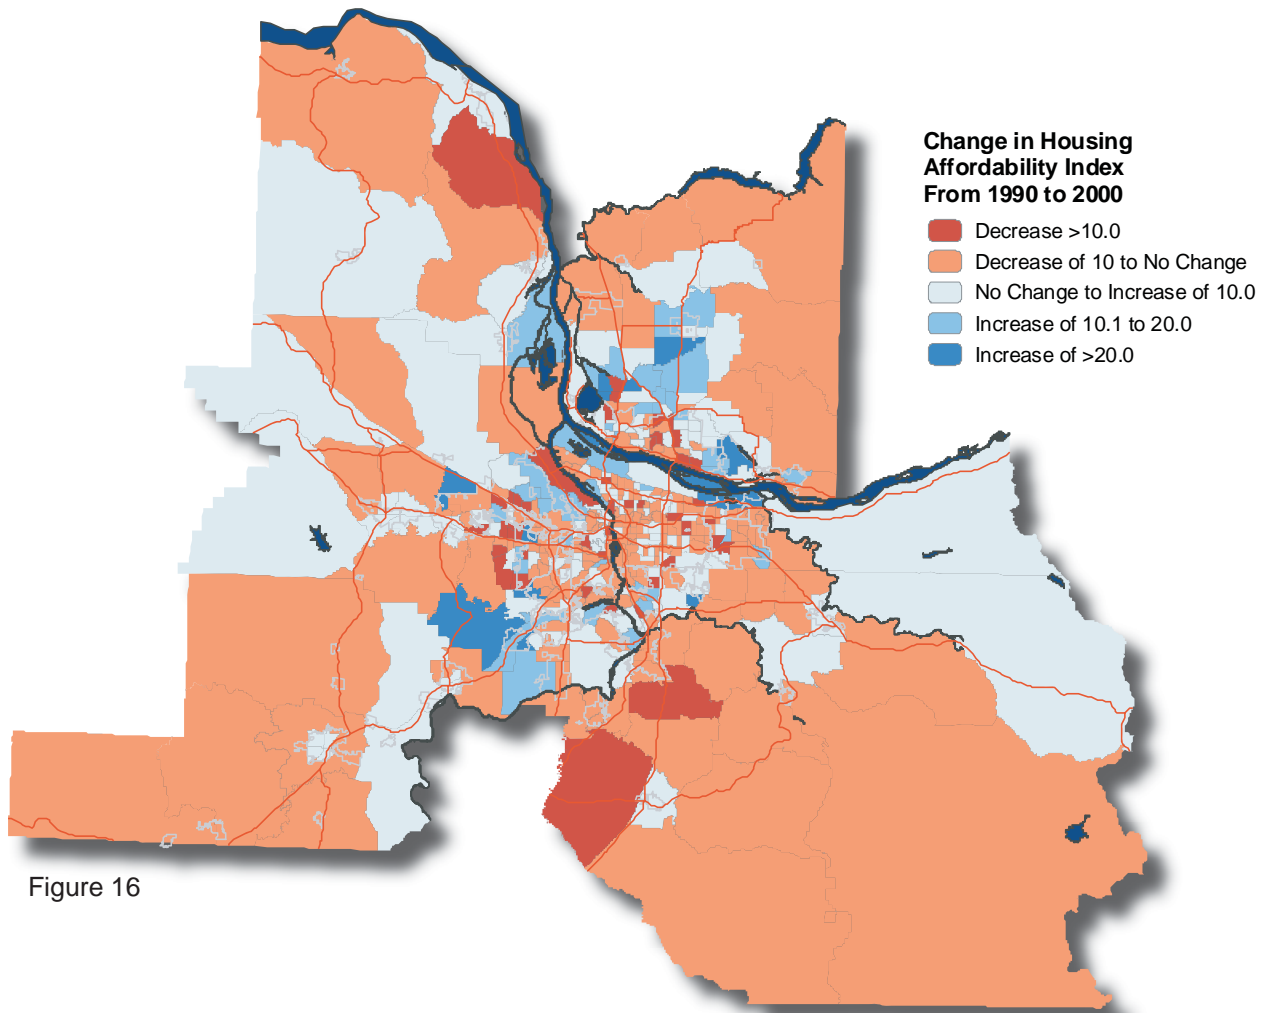 Change in Housing
Affordability Index
From 1990 to 2000
Decrease >10.0
Decrease of 10 to No Change
No Change to Increase of 10.0
Increase of 10.1 to 20.0
Increase of >20.0
Figure 16